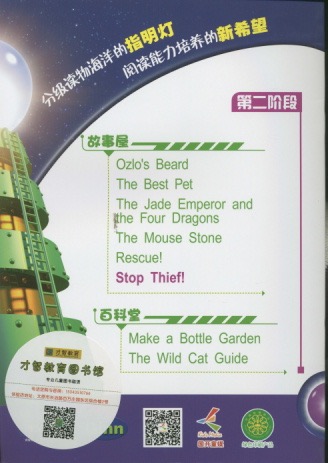 分级读物海洋的指明灯
阅读能力培养的新希望
第二阶段
故事屋
Ozlo's Beard
The Best Pet
The Jade Emperor and
the Four Dragons
The Mouse Stone
Rescue!
Stop Thief!
百科堂
Make a Bottle Garden
The Wild Cat Guide
才智教育图书馆